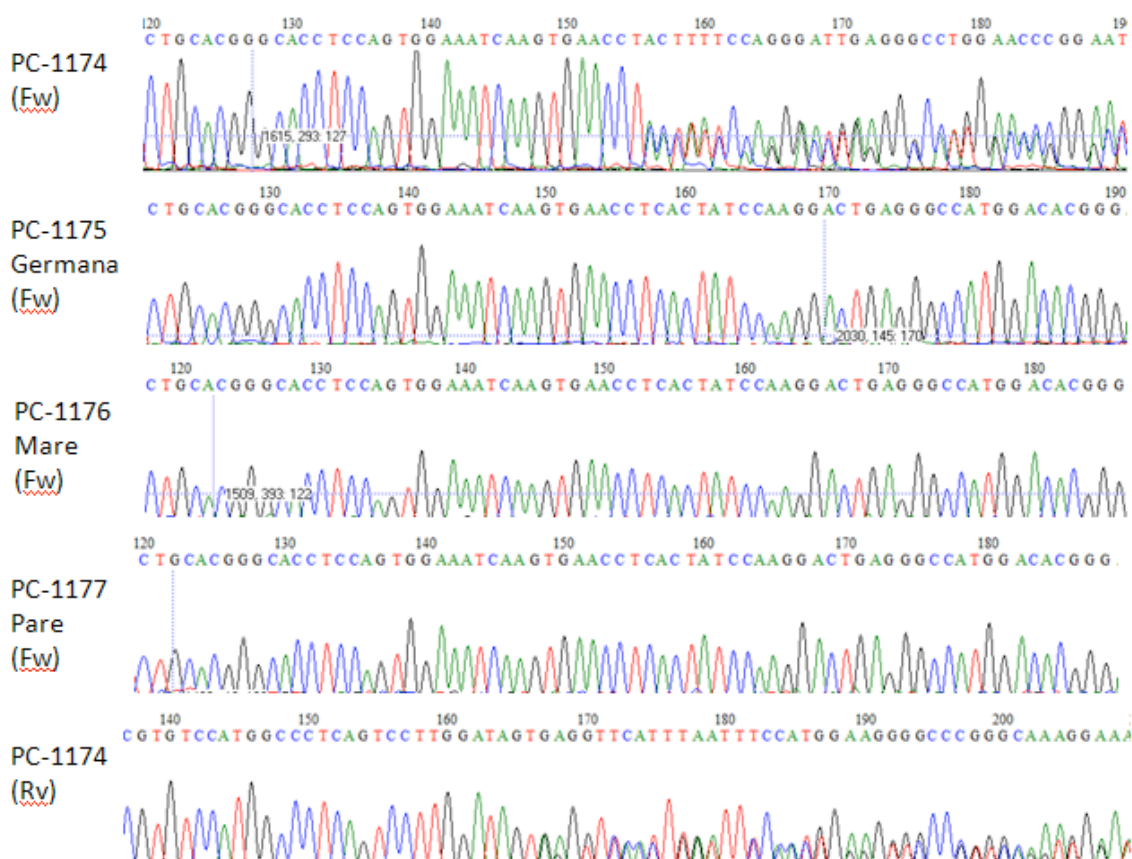 120 130 140 150 160 170 180 19
C T G C A C G G G C A C C T C C A G T G G A A A T C A A G T G A A C C T A C T T T T C C A G G G A T T G A G G G C C T G G A A C C C G G A A T
PC-1174
(Fw)
1615, 293: 127
130 140 150 160 170 180 190
C T G C A C G G G C A C C T C C A G T G G A A A T C A A G T G A A C C T C A C T A T C C A A G G A C T G A G G G C C A T G G A C A C G G G .
PC-1175
Germana
(Fw)
2030, 145: 170
120 130 140 150 160 170 180
C T G C A C G G G C A C C T C C A G T G G A A A T C A A G T G A A C C T C A C T A T C C A A G G A C T G A G G G C C A T G G A C A C G G G
PC-1176
Mare
(Fw)
1509, 393: 122
120 130 140 150 160 170 180
C T G C A C G G G C A C C T C C A G T G G A A A T C A A G T G A A C C T C A C T A T C C A A G G A C T G A G G G C C A T G G A C A C G G G .
PC-1177
Pare
(Fw)
140 150 160 170 180 190 200
C G T G T C C A T G G C C C T C A G T C C T T G G A T A G T G A G G T T C A T T T A A T T T C C A T G G A A G G G G C C C G G G C A A A G G A A A
PC-1174
(Rv)